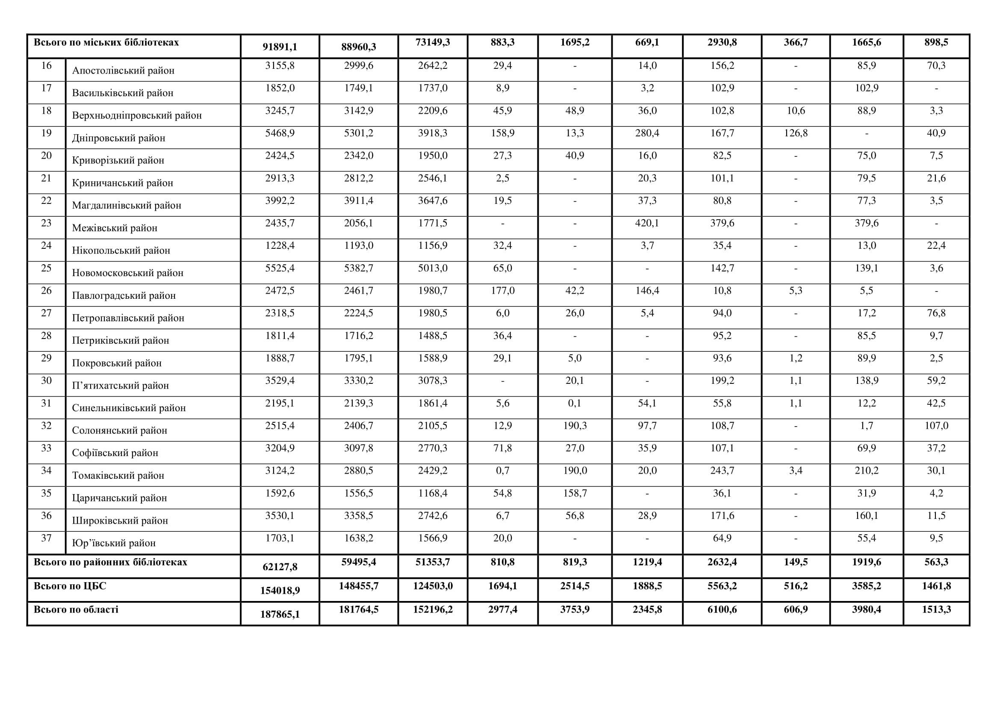 Всього по міських бібліотеках 91891,1 88960,3 73149,3 883,3 1695,2 669,1 2930,8 366,7 1665,6 898,5
16 Апостолівський район 3155,8 2999,6 2642,2 29,4 - 14,0 156,2 - 85,9 70,3
17 Васильківський район 1852,0 1749,1 1737,0 8,9 - 3,2 102,9 - 102,9 -
18 Верхньодніпровський район 3245,7 3142,9 2209,6 45,9 48,9 36,0 102,8 10,6 88,9 3,3
19 Дніпровський район 5468,9 5301,2 3918,3 158,9 13,3 280,4 167,7 126,8 - 40,9
20 Криворізький район 2424,5 2342,0 1950,0 27,3 40,9 16,0 82,5 - 75,0 7,5
21 Криничанський район 2913,3 2812,2 2546,1 2,5 - 20,3 101,1 - 79,5 21,6
22 Магдалинівський район 3992,2 3911,4 3647,6 19,5 - 37,3 80,8 - 77,3 3,5
23 Межівський район 2435,7 2056,1 1771,5 - - 420,1 379,6 - 379,6 -
24 Нікопольський район 1228,4 1193,0 1156,9 32,4 - 3,7 35,4 - 13,0 22,4
25 Новомосковський район 5525,4 5382,7 5013,0 65,0 - - 142,7 - 139,1 3,6
26 Павлоградський район 2472,5 2461,7 1980,7 177,0 42,2 146,4 10,8 5,3 5,5 -
27 Петропавлівський район 2318,5 2224,5 1980,5 6,0 26,0 5,4 94,0 - 17,2 76,8
28 Петриківський район 1811,4 1716,2 1488,5 36,4 - - 95,2 - 85,5 9,7
29 Покровський район 1888,7 1795,1 1588,9 29,1 5,0 - 93,6 1,2 89,9 2,5
30 П’ятихатський район 3529,4 3330,2 3078,3 - 20,1 - 199,2 1,1 138,9 59,2
31 Синельниківський район 2195,1 2139,3 1861,4 5,6 0,1 54,1 55,8 1,1 12,2 42,5
32 Солонянський район 2515,4 2406,7 2105,5 12,9 190,3 97,7 108,7 - 1,7 107,0
33 Софіївський район 3204,9 3097,8 2770,3 71,8 27,0 35,9 107,1 - 69,9 37,2
34 Томаківський район 3124,2 2880,5 2429,2 0,7 190,0 20,0 243,7 3,4 210,2 30,1
35 Царичанський район 1592,6 1556,5 1168,4 54,8 158,7 - 36,1 - 31,9 4,2
36 Широківський район 3530,1 3358,5 2742,6 6,7 56,8 28,9 171,6 - 160,1 11,5
37 Юр’ївський район 1703,1 1638,2 1566,9 20,0 - - 64,9 - 55,4 9,5
Всього по районних бібліотеках 62127,8 59495,4 51353,7 810,8 819,3 1219,4 2632,4 149,5 1919,6 563,3
Всього по ЦБС 154018,9 148455,7 124503,0 1694,1 2514,5 1888,5 5563,2 516,2 3585,2 1461,8
Всього по області 187865,1 181764,5 152196,2 2977,4 3753,9 2345,8 6100,6 606,9 3980,4 1513,3